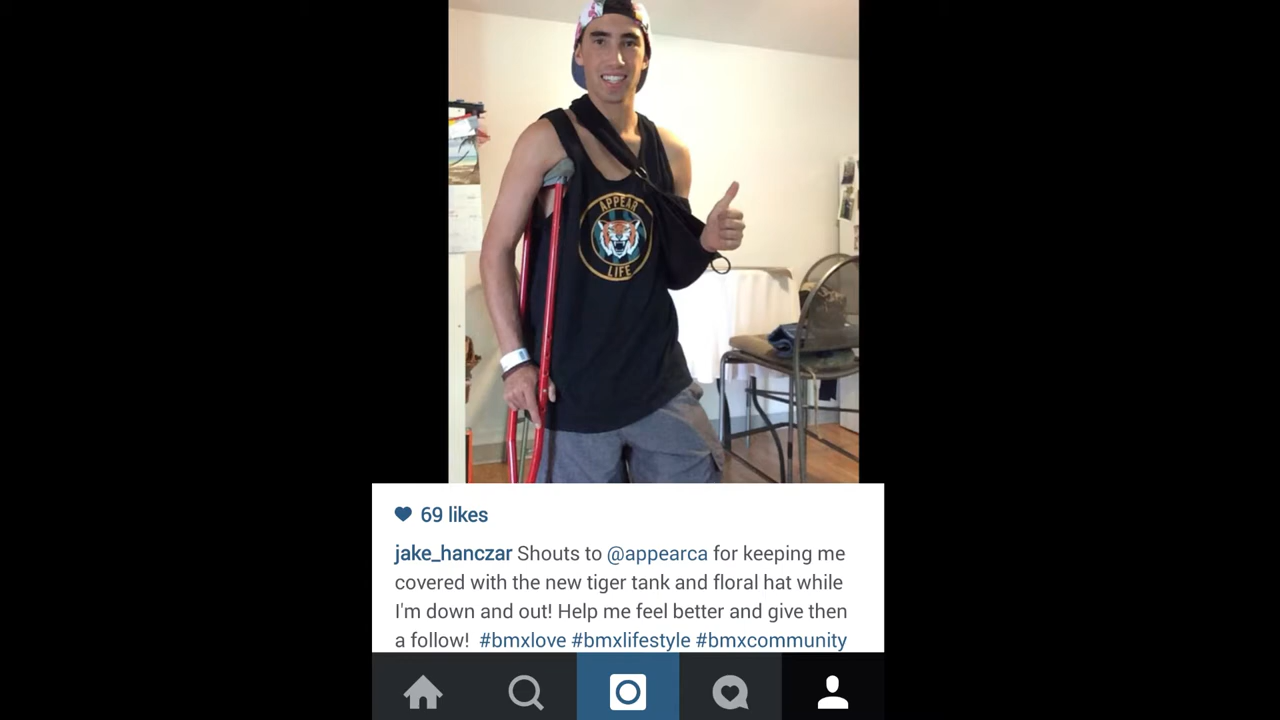 APPEAR
LIFE
69 likes
jake_hanczar Shouts to @appearca for keeping me
covered with the new tiger tank and floral hat while
I'm down and out! Help me feel better and give then
a follow!  #bmxlove #bmxlifestyle #bmxcommunity